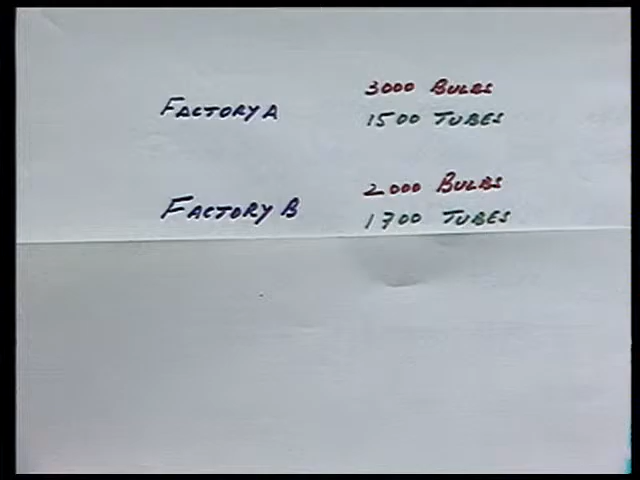 FACTORY A
3000 BULBS
1500 TUBES
FACTORY B
2000 BULBS
1700 TUBES